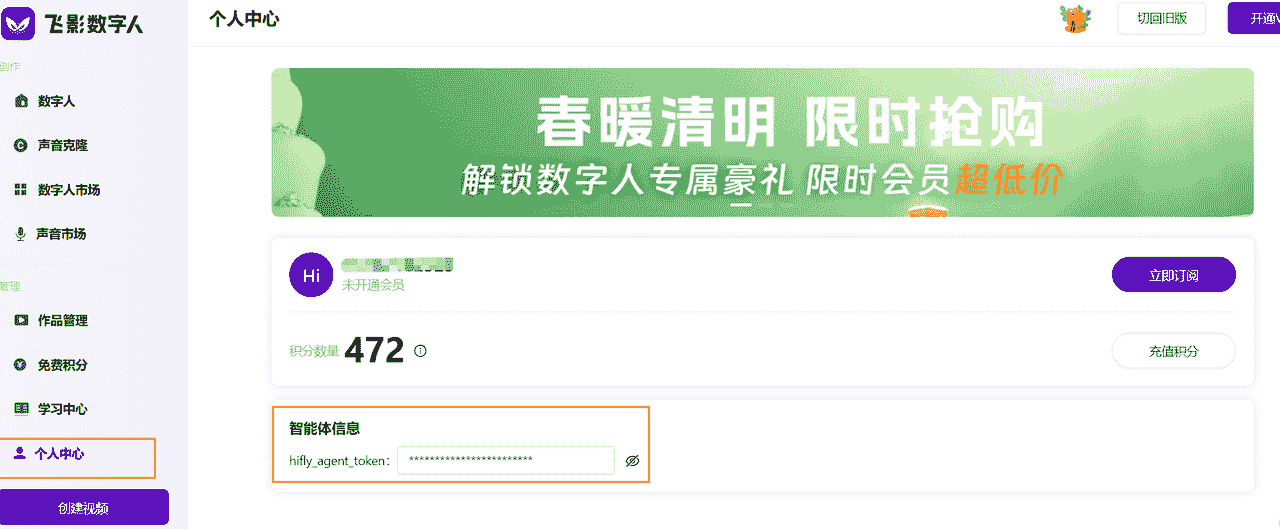 飞影数字人
个人中心
切回旧版
开通V
创作
数字人
声音克隆
数字人市场
声音市场
管理
作品管理
免费积分
学习中心
个人中心
创建视频
春暖清明 限时抢购
解锁数字人专属豪礼 限时会员超低价
Hi
未开通会员
立即订阅
积分数量 472
充值积分
智能体信息
hifly_agent_token: ************************